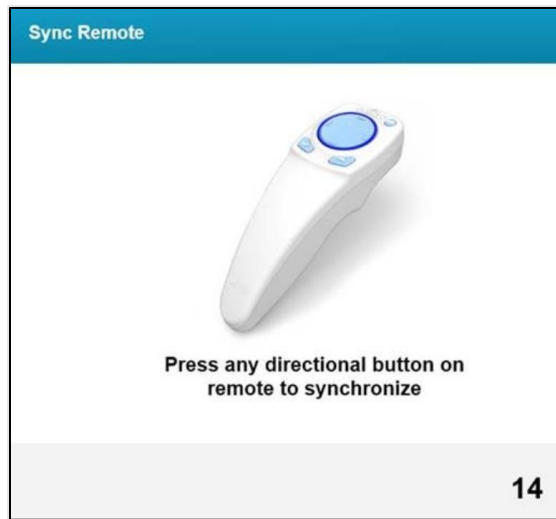 Sync Remote
Press any directional button on
remote to synchronize
14